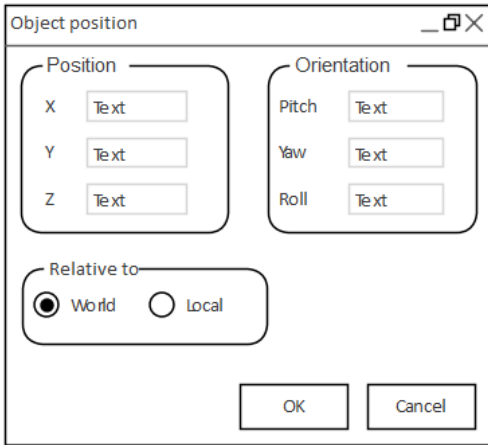 Object position
Position
Orientation
X Text
Pitch Text
Y Text
Yaw Text
Z Text
Roll Text
Relative to
World
Local
OK
Cancel